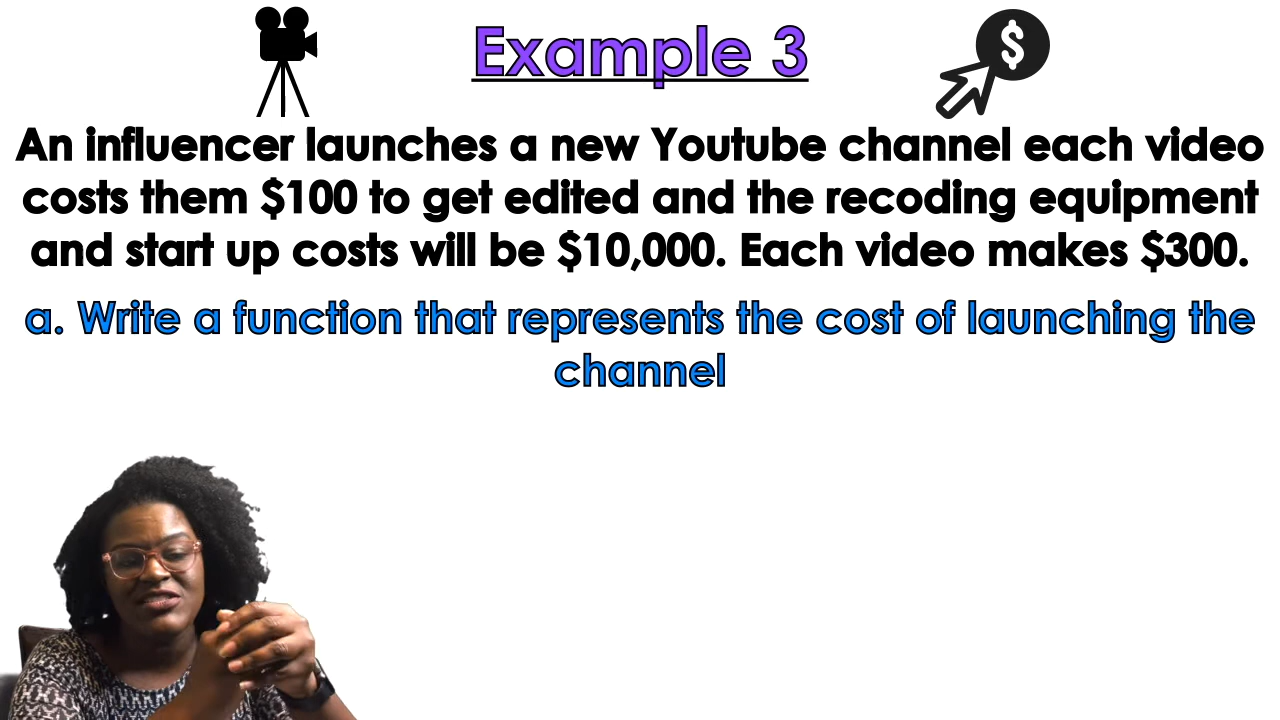 Example 3
$
An influencer launches a new Youtube channel each video
costs them $100 to get edited and the recoding equipment
and start up costs will be $10,000. Each video makes $300.
a. Write a function that represents the cost of launching the
channel